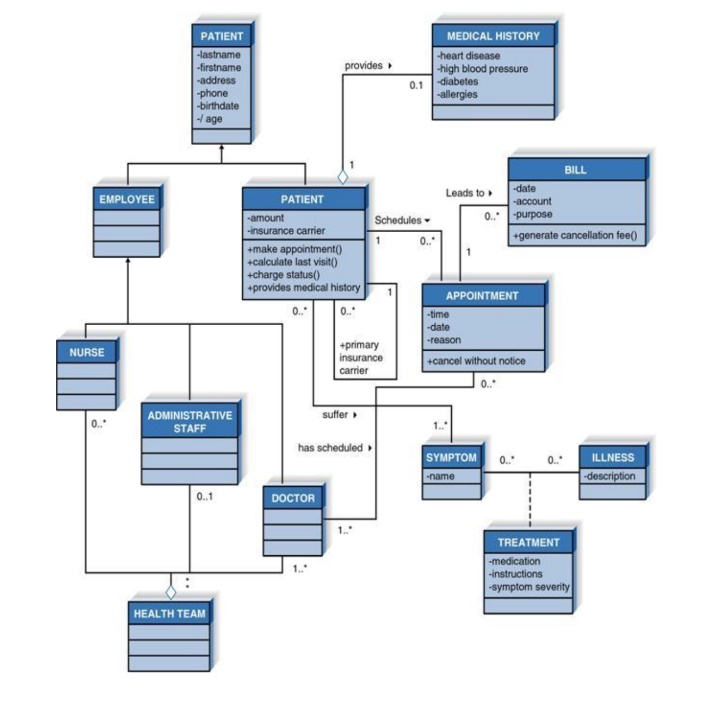 PATIENT
-lastname
-firstname
-address
-phone
-birthdate
-/ age
MEDICAL HISTORY
-heart disease
-high blood pressure
-diabetes
-allergies
provides
0.1
1
BILL
-date
-account
-purpose
+generate cancellation fee()
Leads to
0..*
1
EMPLOYEE
PATIENT
-amount
-insurance carrier
+make appointment()
+calculate last visit()
+charge status()
+provides medical history
Schedules
1
0..*
1
0..*
0..*
+primary
insurance
carrier
APPOINTMENT
-time
-date
-reason
+cancel without notice
0..*
NURSE
0..*
ADMINISTRATIVE
STAFF
0..1
suffer
1..*
has scheduled
SYMPTOM
-name
0..*
0..*
ILLNESS
-description
DOCTOR
1..*
1..*
TREATMENT
-medication
-instructions
-symptom severity
HEALTH TEAM